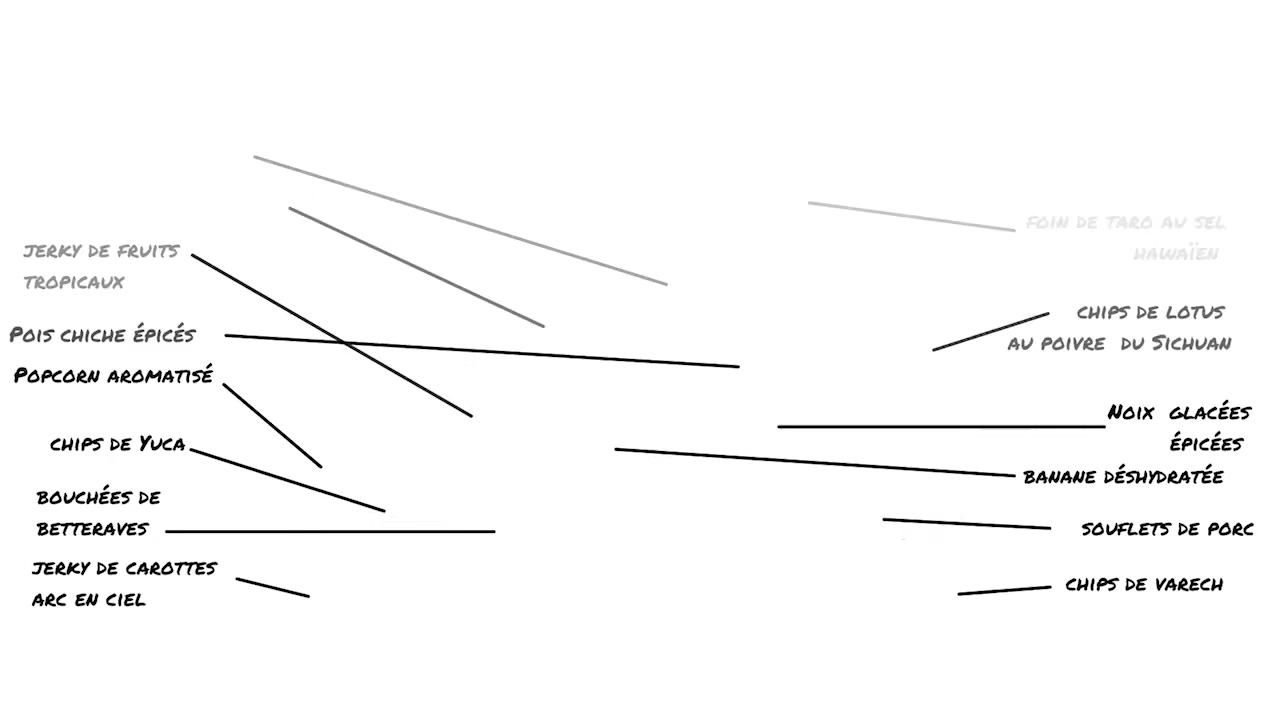 jerky de fruits
tropicaux
Pois chiche épicés
Popcorn aromatisé
chips de Yuca
bouchées de
betteraves
jerky de carottes
arc en ciel
foin de taro au sel
hawaïen
chips de lotus
au poivre du Sichuan
Noix glacées
épicées
banane déshydratée
souflets de porc
chips de varech